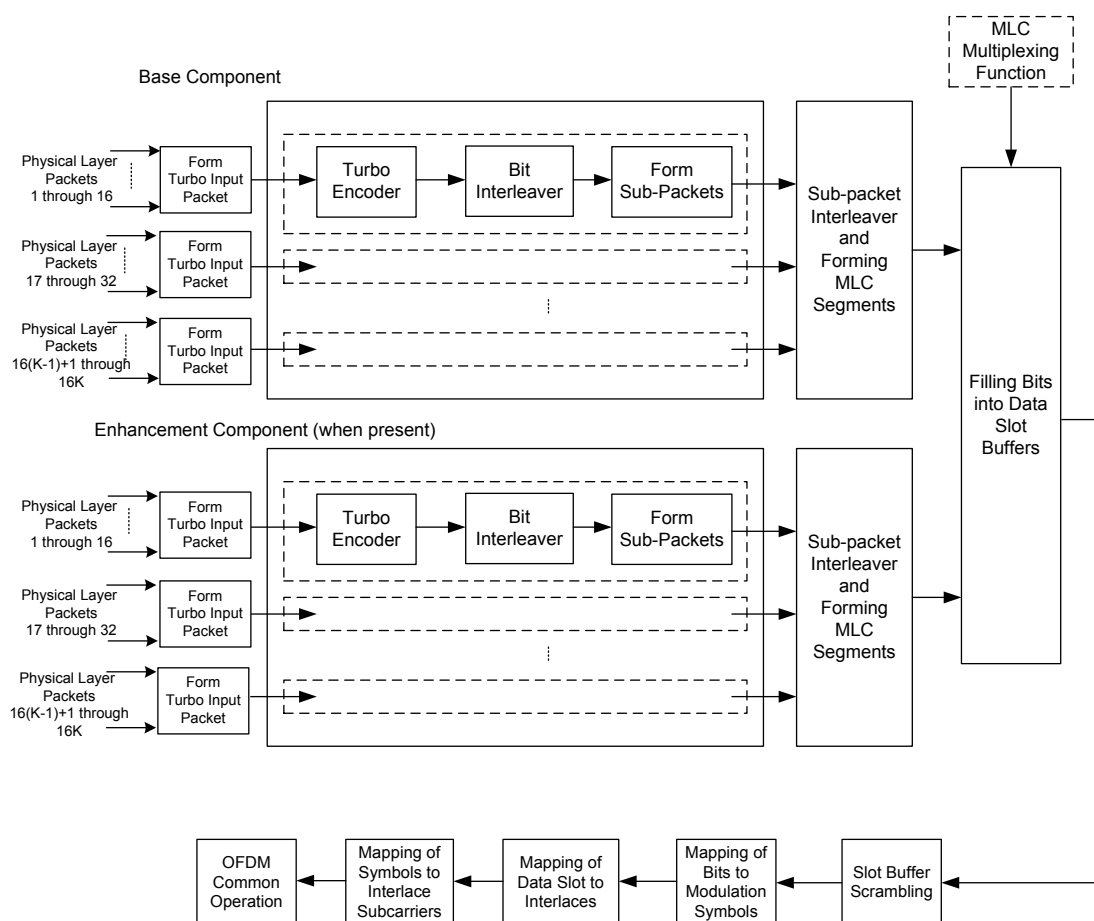 MLC
Multiplexing
Function
Base Component
Physical Layer
Packets
1 through 16
Form
Turbo Input
Packet
Turbo
Encoder
Bit
Interleaver
Form
Sub-Packets
Physical Layer
Packets
17 through 32
Form
Turbo Input
Packet
Physical Layer
Packets
16(K-1)+1 through
16K
Form
Turbo Input
Packet
Sub-packet
Interleaver
and
Forming
MLC
Segments
Filling Bits
into Data
Slot
Buffers
Enhancement Component (when present)
Physical Layer
Packets
1 through 16
Form
Turbo Input
Packet
Turbo
Encoder
Bit
Interleaver
Form
Sub-Packets
Physical Layer
Packets
17 through 32
Form
Turbo Input
Packet
Physical Layer
Packets
16(K-1)+1 through
16K
Form
Turbo Input
Packet
Sub-packet
Interleaver
and
Forming
MLC
Segments
OFDM
Common
Operation
Mapping of
Symbols to
Interlace
Subcarriers
Mapping of
Data Slot to
Interlaces
Mapping of
Bits to
Modulation
Symbols
Slot Buffer
Scrambling